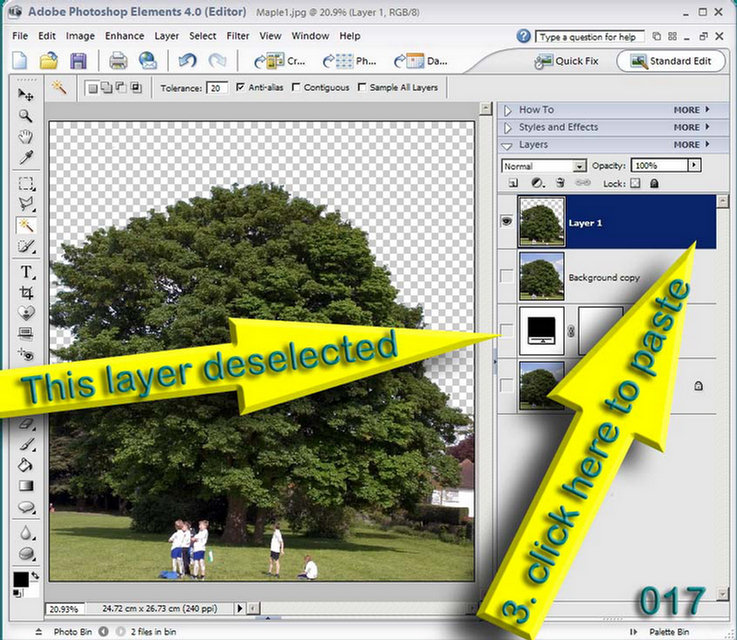 Adobe Photoshop Elements 4.0 (Editor) Maple1.jpg @ 20.9% (Layer 1, RGB/8)
File Edit Image Enhance Layer Select Filter View Window Help Type a question for help
Cr... Ph... Da... Quick Fix Standard Edit
Tolerance: 20 Anti-alias Contiguous Sample All Layers
How To MORE
Styles and Effects MORE
Layers MORE
Normal Opacity: 100%
Lock:
Layer 1
Background copy
This layer deselected
3. click here to paste
017
20.93% 24.72 cm x 26.73 cm (240 ppi)
Photo Bin 2 files in bin Palette Bin